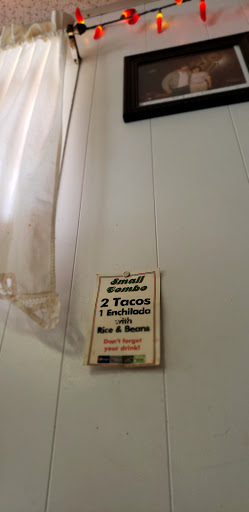 Small
Combo
2 Tacos
1 Enchilada
with
Rice & Beans
Don't forget
your drink!